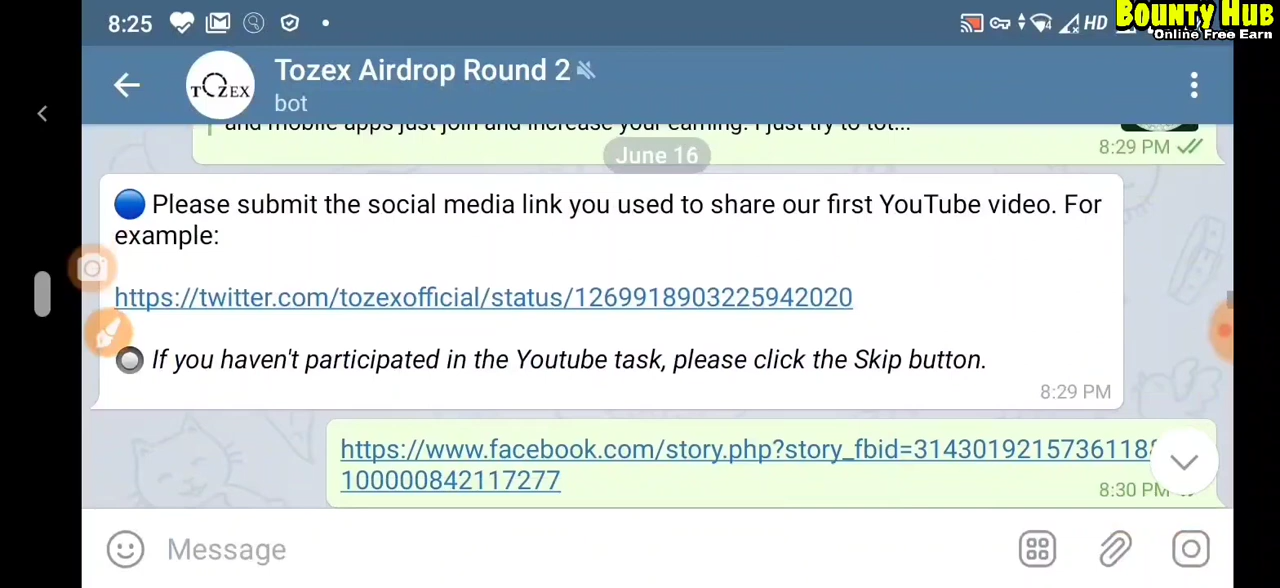 8:25
HD
BOUNTY HUB
Online Free Earn
TOZEX
Tozex Airdrop Round 2
bot
and mobile apps just join and increase your earning. I just try to tot...
8:29 PM
June 16
Please submit the social media link you used to share our first YouTube video. For
example:
https://twitter.com/tozexofficial/status/1269918903225942020
If you haven't participated in the Youtube task, please click the Skip button.
8:29 PM
https://www.facebook.com/story.php?story_fbid=314301921573611
100000842117277
8:30 PM
Message